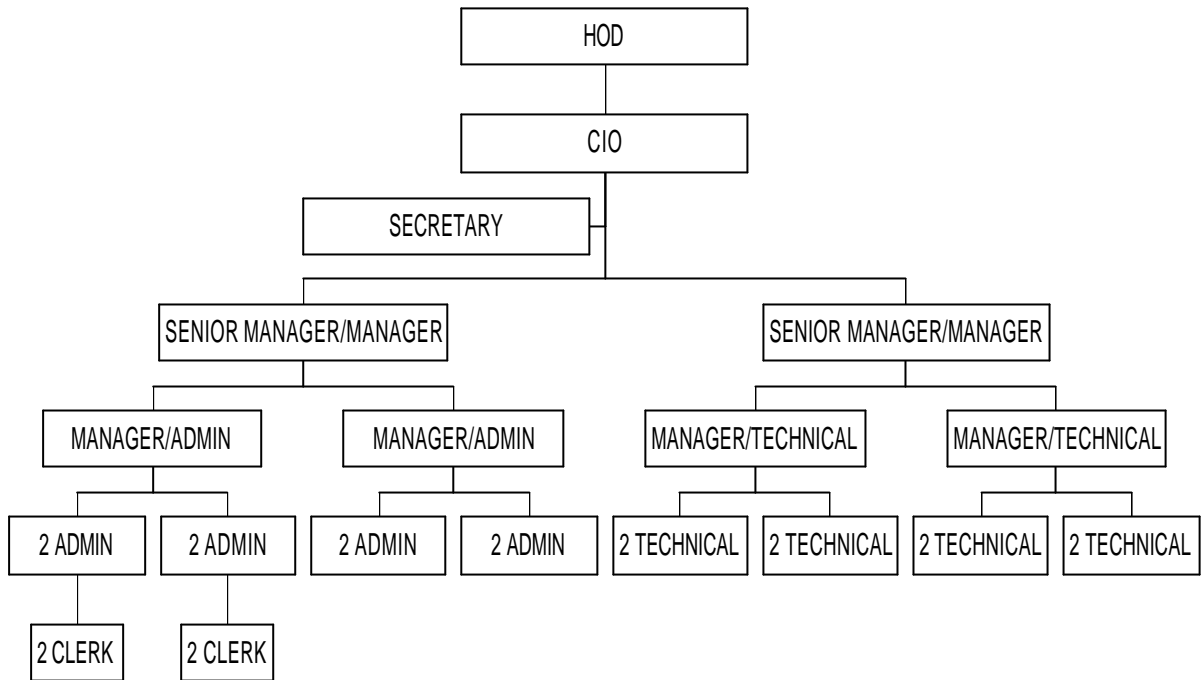 HOD
CIO
SECRETARY
SENIOR MANAGER/MANAGER
SENIOR MANAGER/MANAGER
MANAGER/ADMIN
MANAGER/ADMIN
MANAGER/TECHNICAL
MANAGER/TECHNICAL
2 ADMIN
2 ADMIN
2 ADMIN
2 ADMIN
2 TECHNICAL
2 TECHNICAL
2 TECHNICAL
2 TECHNICAL
2 CLERK
2 CLERK